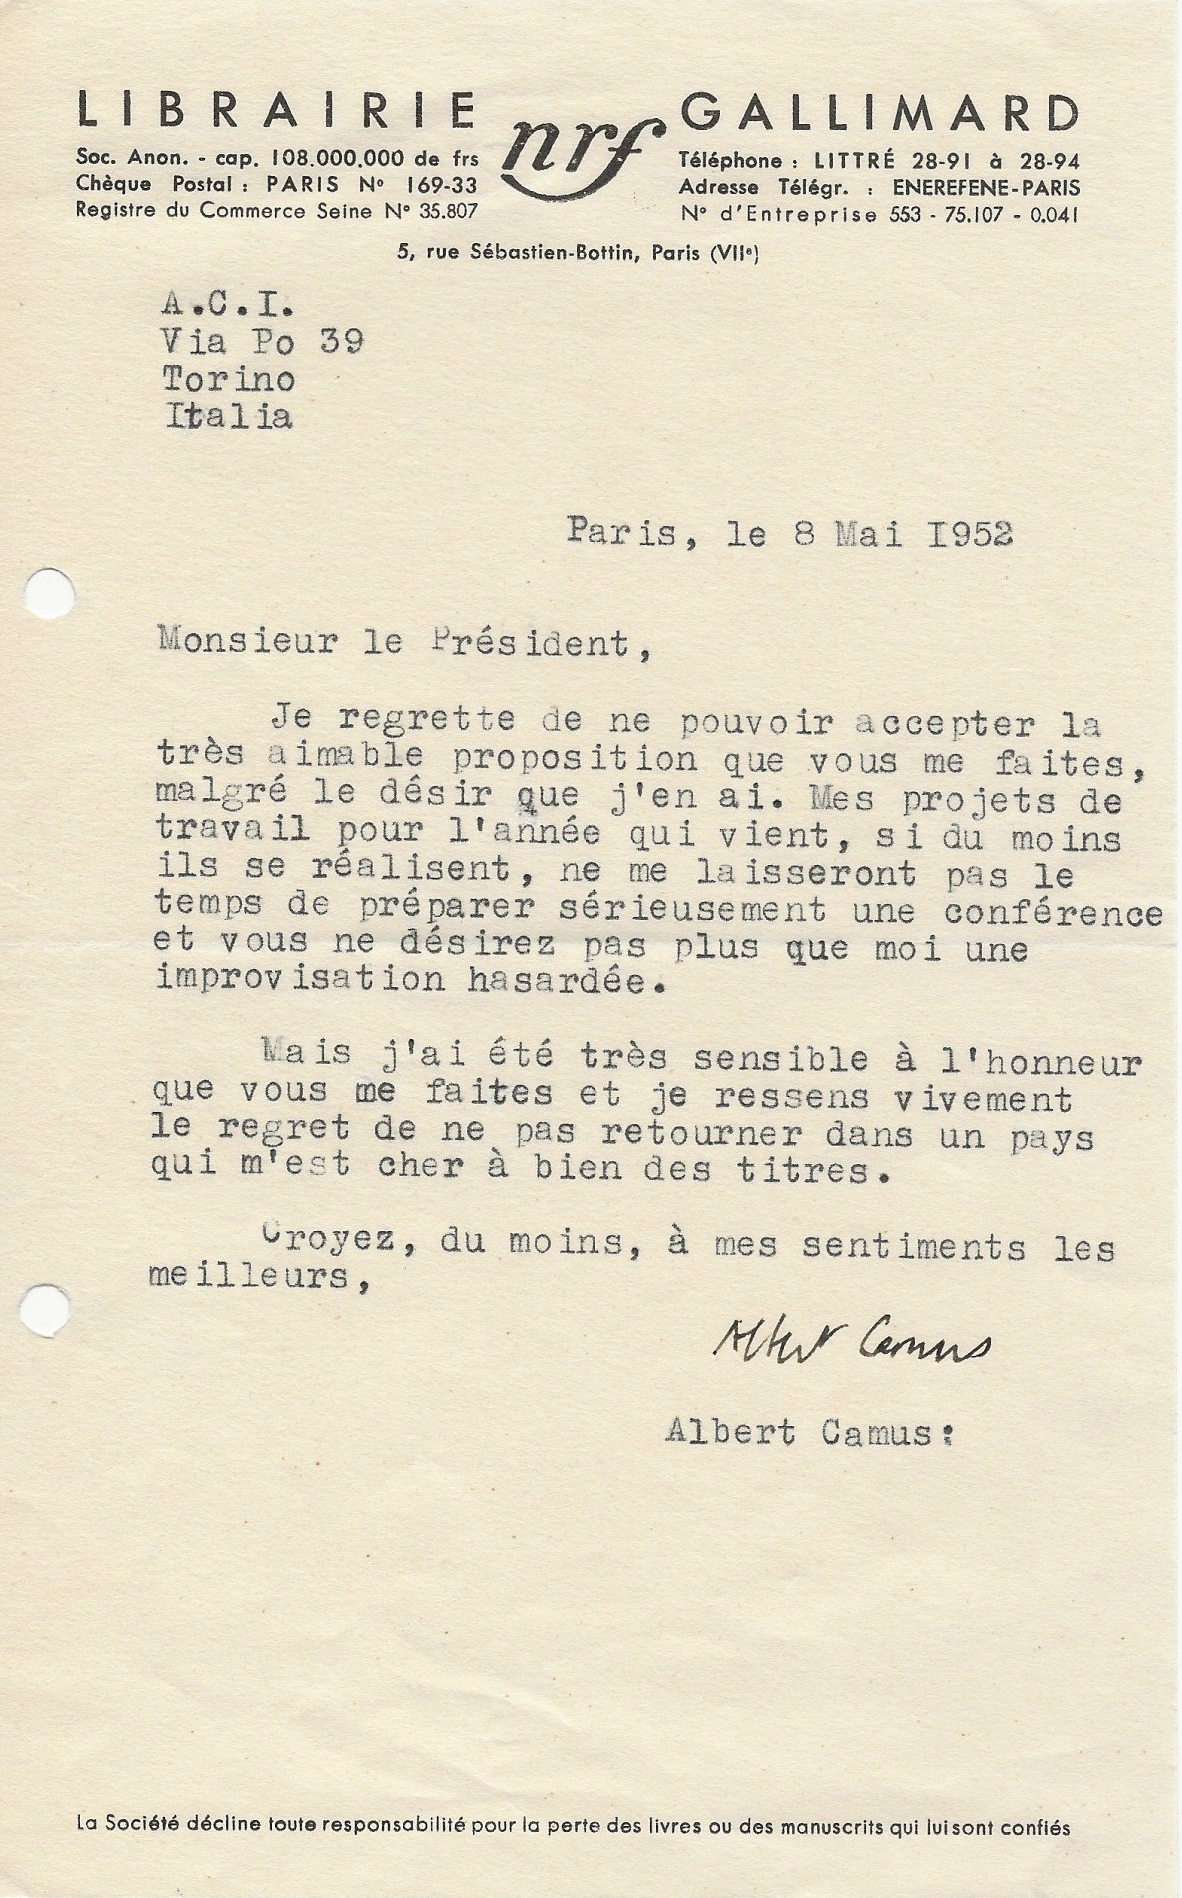 LIBRAIRIE nrf GALLIMARD
Soc. Anon. - cap. 108.000.000 de frs
Chèque Postal : PARIS N° 169-33
Registre du Commerce Seine N° 35.807
Téléphone : LITTRÉ 28-91 à 28-94
Adresse Télégr. : ENEREFENE-PARIS
N° d'Entreprise 553 - 75.107 - 0.041
5, rue Sébastien-Bottin, Paris (VIIe)
A.C.I.
Via Po 39
Torino
Italia
Paris, le 8 Mai I952
Monsieur le Président,
Je regrette de ne pouvoir accepter la
très aimable proposition que vous me faites,
malgré le désir que j'en ai. Mes projets de
travail pour l'année qui vient, si du moins
ils se réalisent, ne me laisseront pas le
temps de préparer sérieusement une conférence
et vous ne désirez pas plus que moi une
improvisation hasardée.
Mais j'ai été très sensible à l'honneur
que vous me faites et je ressens vivement
le regret de ne pas retourner dans un pays
qui m'est cher à bien des titres.
Croyez, du moins, à mes sentiments les
meilleurs,
Albert Camus
Albert Camus:
La Société décline toute responsabilité pour la perte des livres ou des manuscrits qui lui sont confiés